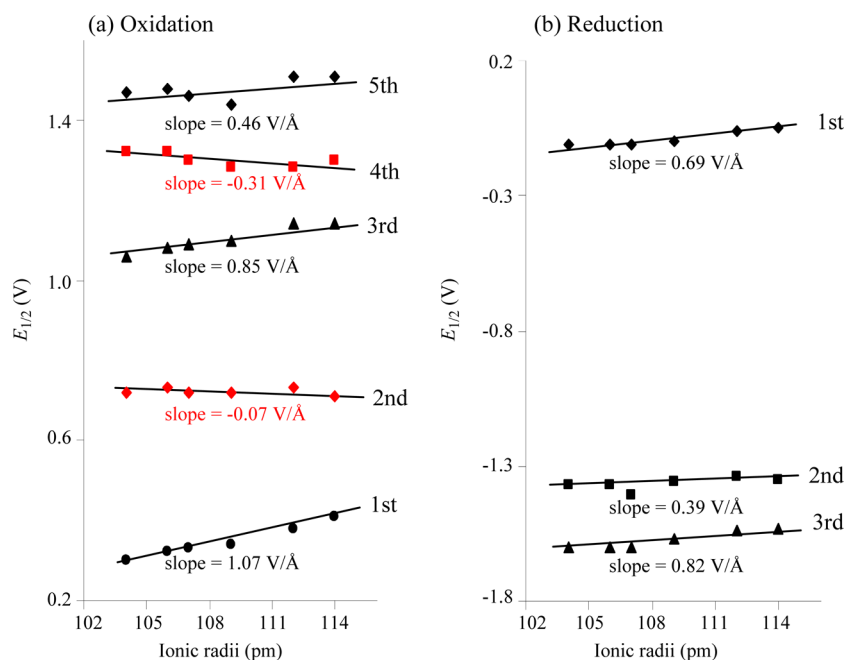 (a) Oxidation
1.4
1.0
0.6
0.2
E1/2 (V)
5th
slope = 0.46 V/Å
4th
slope = -0.31 V/Å
3rd
slope = 0.85 V/Å
2nd
slope = -0.07 V/Å
1st
slope = 1.07 V/Å
102 105 108 111 114
Ionic radii (pm)
(b) Reduction
0.2
-0.3
-0.8
-1.3
-1.8
E1/2 (V)
1st
slope = 0.69 V/Å
2nd
slope = 0.39 V/Å
3rd
slope = 0.82 V/Å
102 105 108 111 114
Ionic radii (pm)